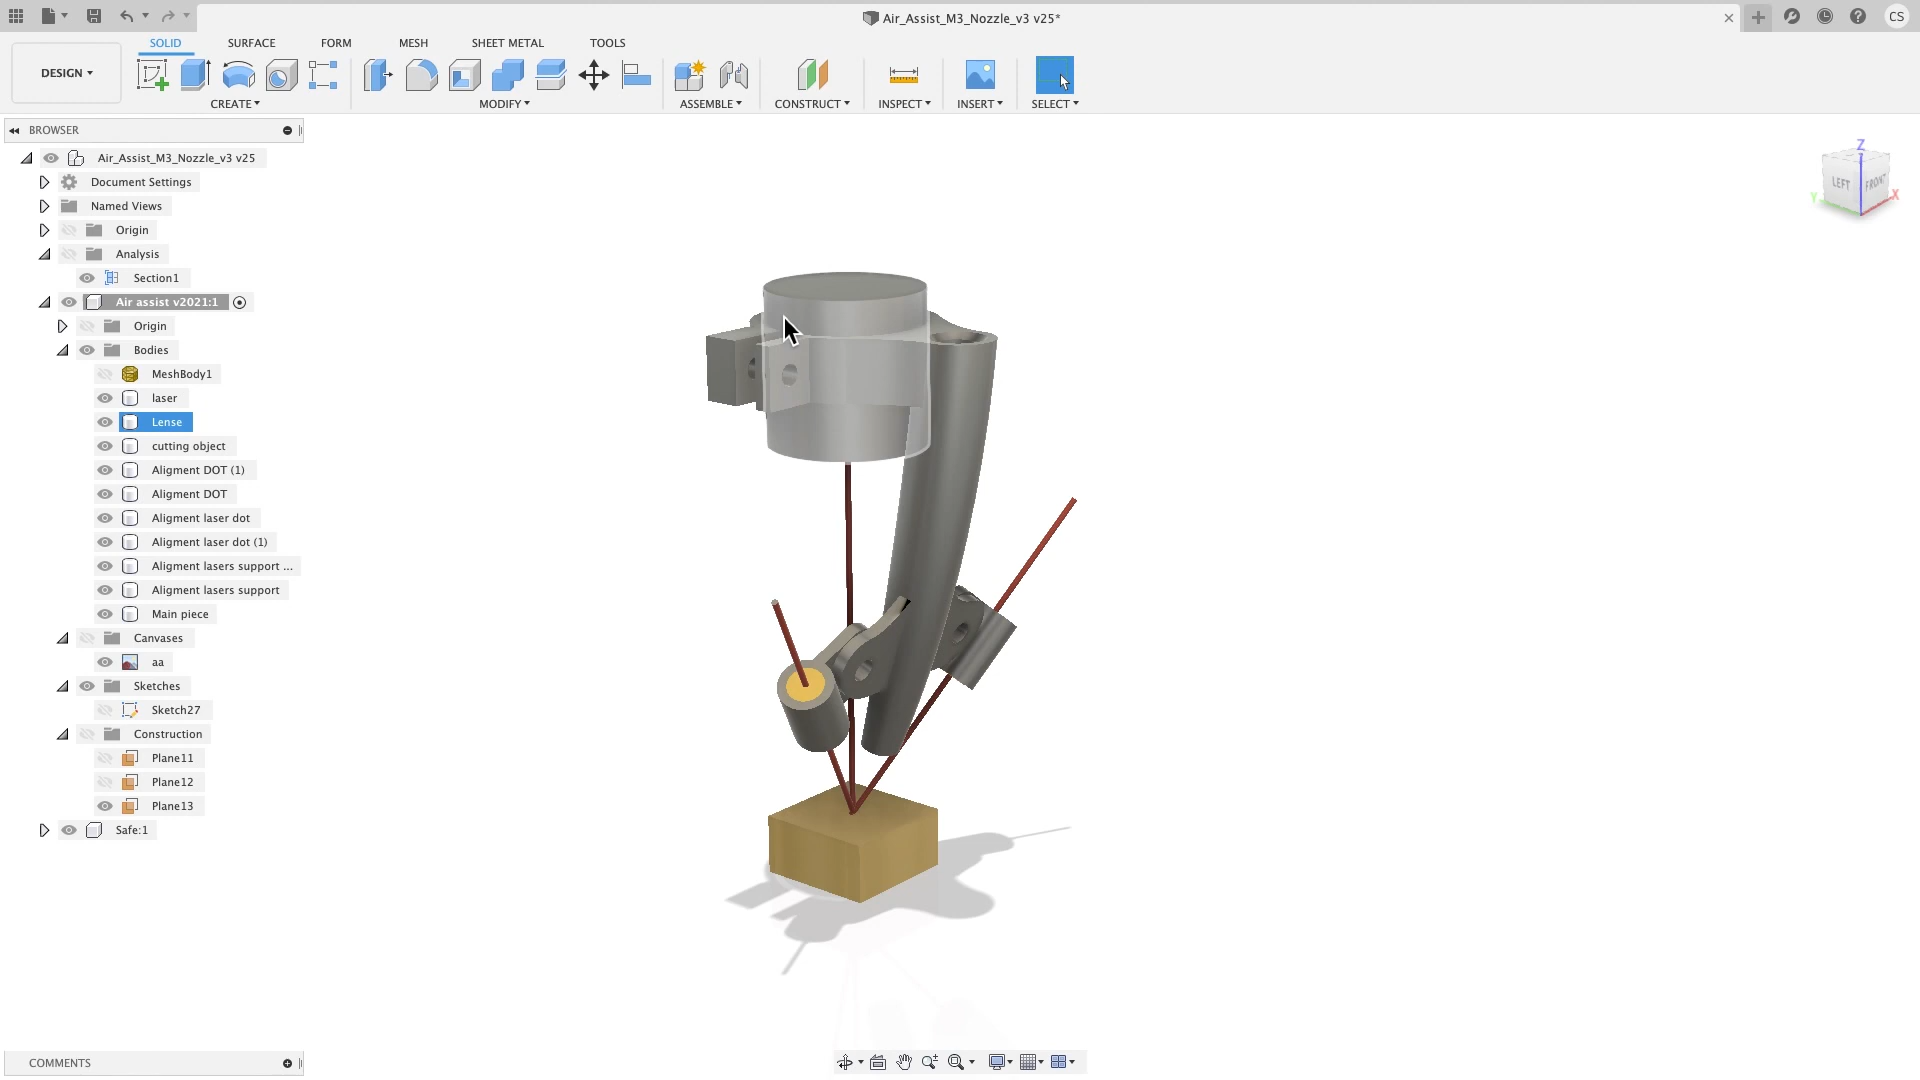 Air_Assist_M3_Nozzle_v3 v25*
CS
SOLID SURFACE FORM MESH SHEET METAL TOOLS
DESIGN
CREATE MODIFY ASSEMBLE CONSTRUCT INSPECT INSERT SELECT
BROWSER
Air_Assist_M3_Nozzle_v3 v25
Document Settings
Named Views
Origin
Analysis
Section1
Air assist v2021:1
Origin
Bodies
MeshBody1
laser
Lense
cutting object
Aligment DOT (1)
Aligment DOT
Aligment laser dot
Aligment laser dot (1)
Aligment lasers support ...
Aligment lasers support
Main piece
Canvases
aa
Sketches
Sketch27
Construction
Plane11
Plane12
Plane13
Safe:1
Z
LEFT FRONT
Y X
COMMENTS